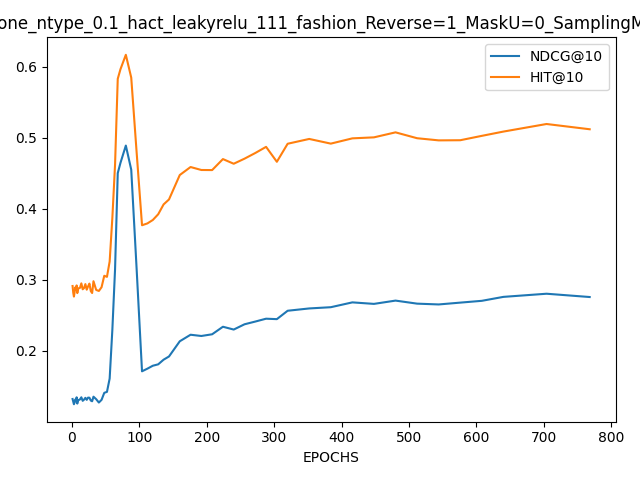 one_ntype_0.1_hact_leakyrelu_111_fashion_Reverse=1_MaskU=0_SamplingM
NDCG@10
HIT@10
0.6
0.5
0.4
0.3
0.2
0 100 200 300 400 500 600 700 800
EPOCHS